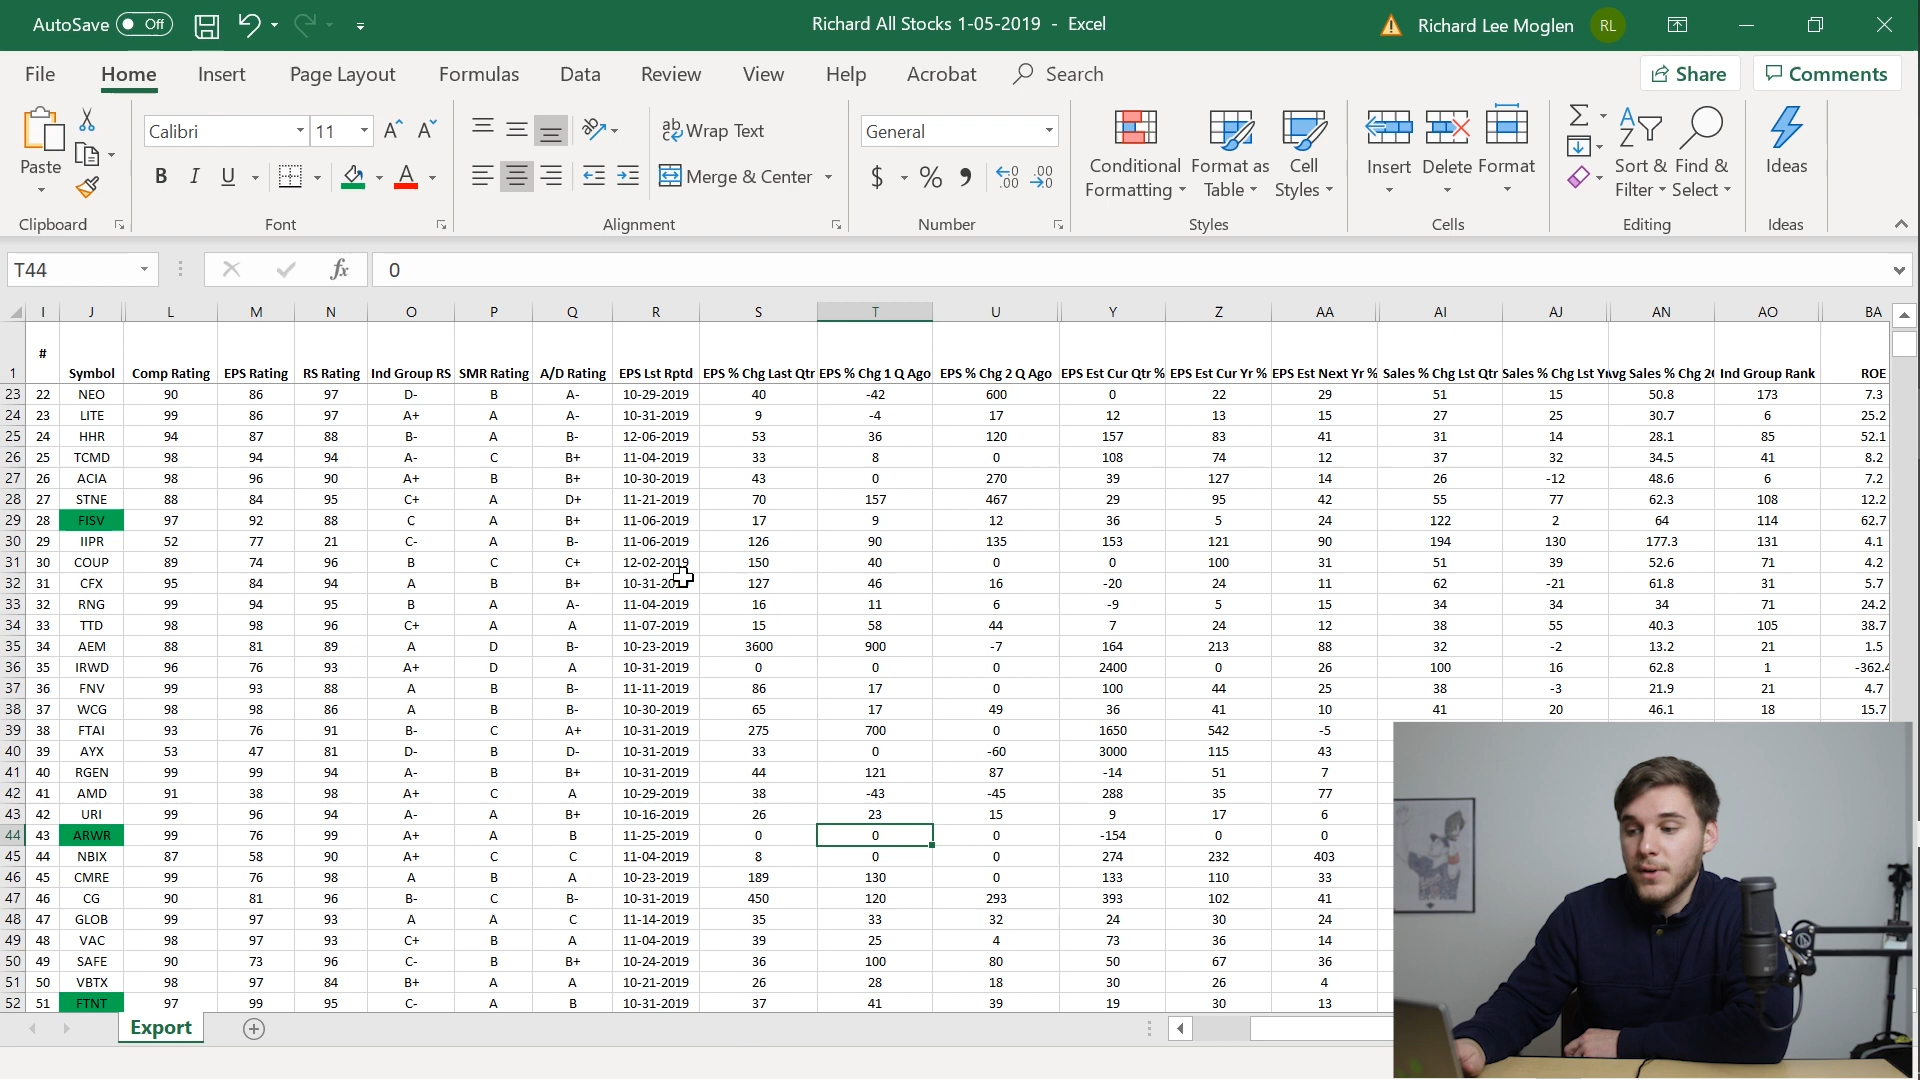 AutoSave Off Richard All Stocks 1-05-2019 - Excel Richard Lee Moglen RL
File Home Insert Page Layout Formulas Data Review View Help Acrobat Search Share Comments
Paste Calibri 11 Wrap Text General Conditional Formatting Format as Table Cell Styles Insert Delete Format Sort & Filter Find & Select Ideas
B I U A Merge & Center $ % 9 .00 .00
Clipboard Font Alignment Number Styles Cells Editing Ideas
T44 fx 0
I J L M N O P Q R S T U Y Z AA AI AJ AN AO BA
1 # Symbol Comp Rating EPS Rating RS Rating Ind Group RS SMR Rating A/D Rating EPS Lst Rptd EPS % Chg Last Qtr EPS % Chg 1 Q Ago EPS % Chg 2 Q Ago EPS Est Cur Qtr % EPS Est Cur Yr % EPS Est Next Yr % Sales % Chg Lst Qtr Sales % Chg Lst Yr vg Sales % Chg 2 Ind Group Rank ROE
23 22 NEO 90 86 97 D- B A- 10-29-2019 40 -42 600 0 22 29 51 15 50.8 173 7.3
24 23 LITE 99 86 97 A+ A A- 10-31-2019 9 -4 17 12 13 15 27 25 30.7 6 25.2
25 24 HHR 94 87 88 B- A B- 12-06-2019 53 36 120 157 83 41 31 14 28.1 85 52.1
26 25 TCMD 98 94 94 A- C B+ 11-04-2019 33 8 0 108 74 12 37 32 34.5 41 8.2
27 26 ACIA 98 96 90 A+ B B+ 10-30-2019 43 0 270 39 127 14 26 -12 48.6 6 7.2
28 27 STNE 88 84 95 C+ A D+ 11-21-2019 70 157 467 29 95 42 55 77 62.3 108 12.2
29 28 FISV 97 92 88 C A B+ 11-06-2019 17 9 12 36 5 24 122 2 64 114 62.7
30 29 IIPR 52 77 21 C- A B- 11-06-2019 126 90 135 153 121 90 194 130 177.3 131 4.1
31 30 COUP 89 74 96 B C C+ 12-02-2019 150 40 0 0 100 31 51 39 52.6 71 4.2
32 31 CFX 95 84 94 A B B+ 10-31-2019 127 46 16 -20 24 11 62 -21 61.8 31 5.7
33 32 RNG 99 94 95 B A A- 11-04-2019 16 11 6 -9 5 15 34 34 34 71 24.2
34 33 TTD 98 98 96 C+ A A 11-07-2019 15 58 44 7 24 12 38 55 40.3 105 38.7
35 34 AEM 88 81 89 A D B- 10-23-2019 3600 900 -7 164 213 88 32 -2 13.2 21 1.5
36 35 IRWD 96 76 93 A+ D A 10-31-2019 0 0 0 2400 0 26 100 16 62.8 1 -362.4
37 36 FNV 99 93 88 A B B- 11-11-2019 86 17 0 100 44 25 38 -3 21.9 21 4.7
38 37 WCG 98 98 86 A B B- 10-30-2019 65 17 49 36 41 10 41 20 46.1 18 15.7
39 38 FTAI 93 76 91 B- C A+ 10-31-2019 275 700 0 1650 542 -5
40 39 AYX 53 47 81 D- B D- 10-31-2019 33 0 -60 3000 115 43
41 40 RGEN 99 99 94 A- B B+ 10-31-2019 44 121 87 -14 51 7
42 41 AMD 91 38 98 A+ C A 10-29-2019 38 -43 -45 288 35 77
43 42 URI 99 96 94 A- A B+ 10-16-2019 26 23 15 9 17 6
44 43 ARWR 99 76 99 A+ A B 11-25-2019 0 0 0 -154 0 0
45 44 NBIX 87 58 90 A+ C C 11-04-2019 8 0 0 274 232 403
46 45 CMRE 99 76 98 A B A 10-23-2019 189 130 0 133 110 33
47 46 CG 90 81 96 B- C B- 10-31-2019 450 120 293 393 102 41
48 47 GLOB 99 97 93 A A C 11-14-2019 35 33 32 24 30 24
49 48 VAC 98 97 93 C+ B A 11-04-2019 39 25 4 73 36 14
50 49 SAFE 90 73 96 C- B B+ 10-24-2019 36 100 80 50 67 36
51 50 VBTX 98 97 84 B+ A A 10-21-2019 26 28 18 30 26 4
52 51 FTNT 97 99 95 C- A B 10-31-2019 37 41 39 19 30 13
Export